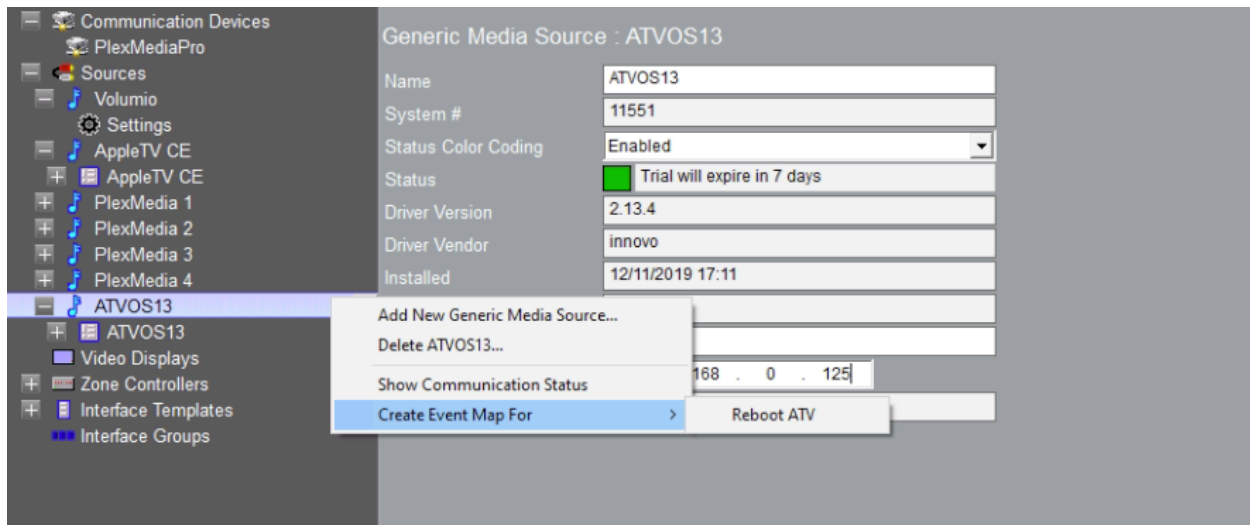 Communication Devices
PlexMediaPro
Sources
Volumio
Settings
AppleTV CE
AppleTV CE
PlexMedia 1
PlexMedia 2
PlexMedia 3
PlexMedia 4
ATVOS13
ATVOS13
Video Displays
Zone Controllers
Interface Templates
Interface Groups
Generic Media Source : ATVOS13
Name ATVOS13
System # 11551
Status Color Coding Enabled
Status Trial will expire in 7 days
Driver Version 2.13.4
Driver Vendor innovo
Installed 12/11/2019 17:11
168 . 0 . 125
Add New Generic Media Source...
Delete ATVOS13...
Show Communication Status
Create Event Map For >
Reboot ATV